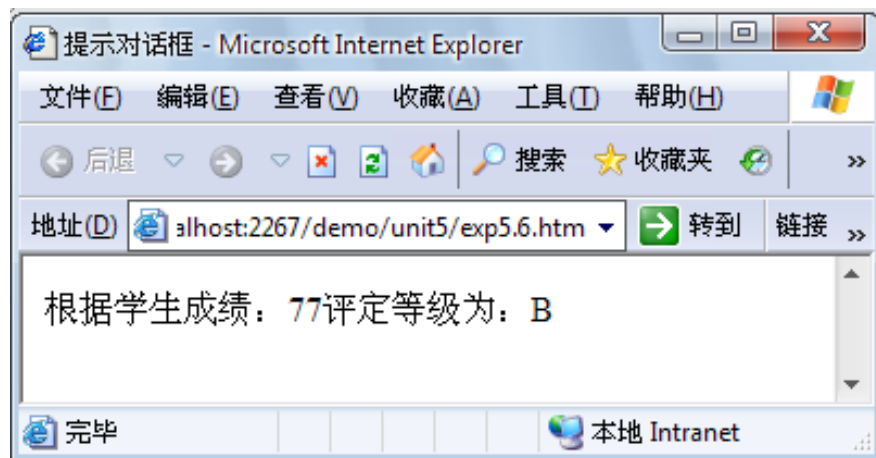 提示对话框 - Microsoft Internet Explorer
文件(F) 编辑(E) 查看(V) 收藏(A) 工具(T) 帮助(H)
后退 搜索 收藏夹 »
地址(D) alhost:2267/demo/unit5/exp5.6.htm 转到 链接 »
根据学生成绩：77评定等级为：B
完毕 本地 Intranet